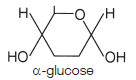 H O H
HO OH
α-glucose